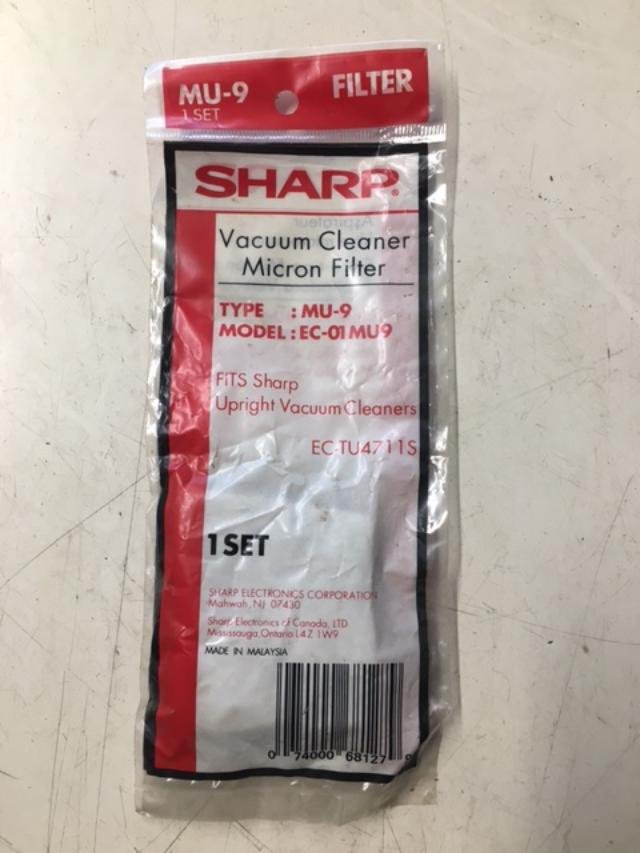 MU-9
1 SET
FILTER
SHARP®
Aspirateur
Vacuum Cleaner
Micron Filter
TYPE : MU-9
MODEL : EC-01MU9
FITS Sharp
Upright Vacuum Cleaners
EC-TU4711S
1 SET
SHARP ELECTRONICS CORPORATION
Mahwah, NJ 07430
Sharp Electronics of Canada, LTD.
Mississauga, Ontario L4Z 1W9
MADE IN MALAYSIA
0 74000 68127 9